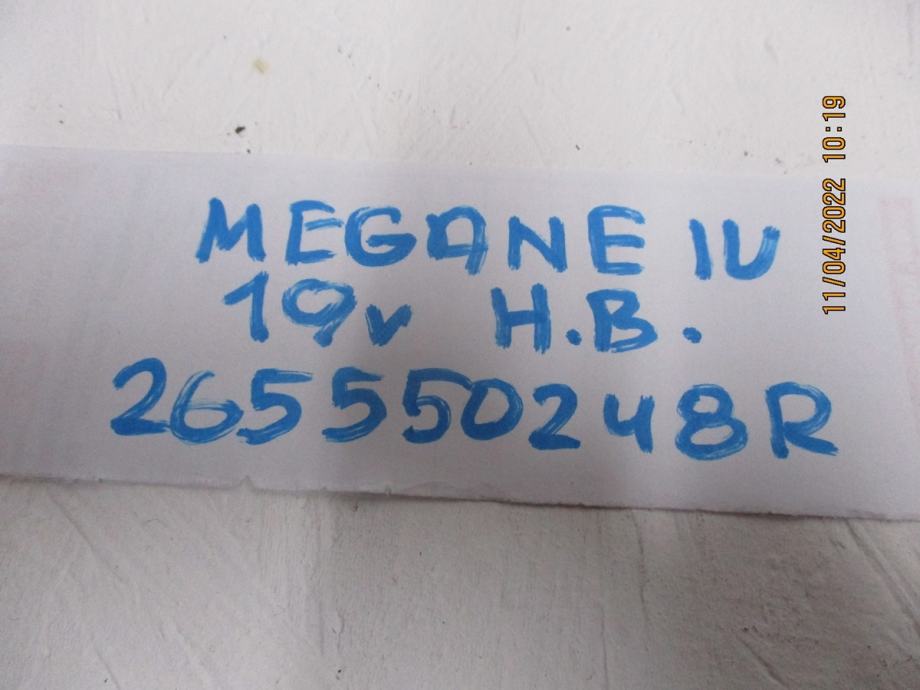 MEGANE IV
19v H.B.
265550248R
11/04/2022 10:19